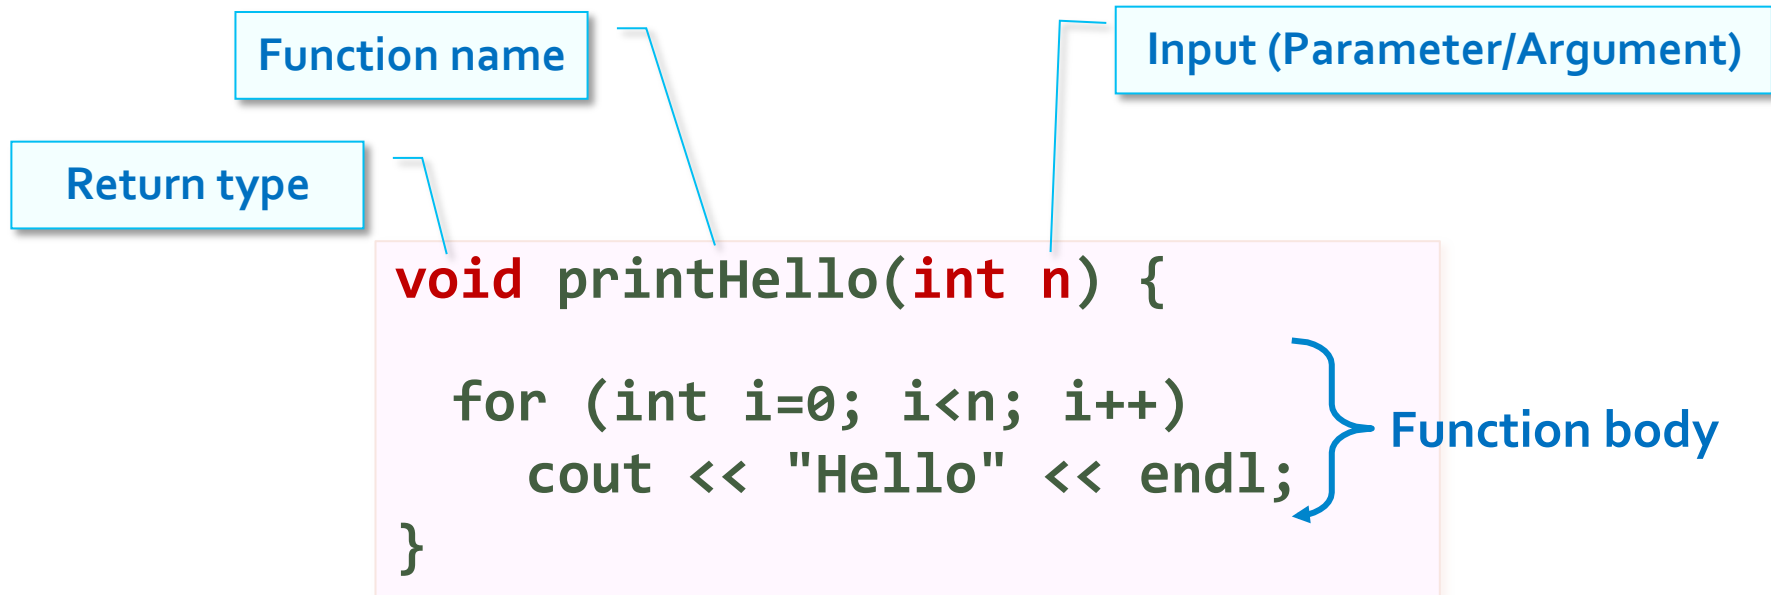 Function name
Input (Parameter/Argument)
Return type
void printHello(int n) {
for (int i=0; i<n; i++)
cout << "Hello" << endl;
}
Function body